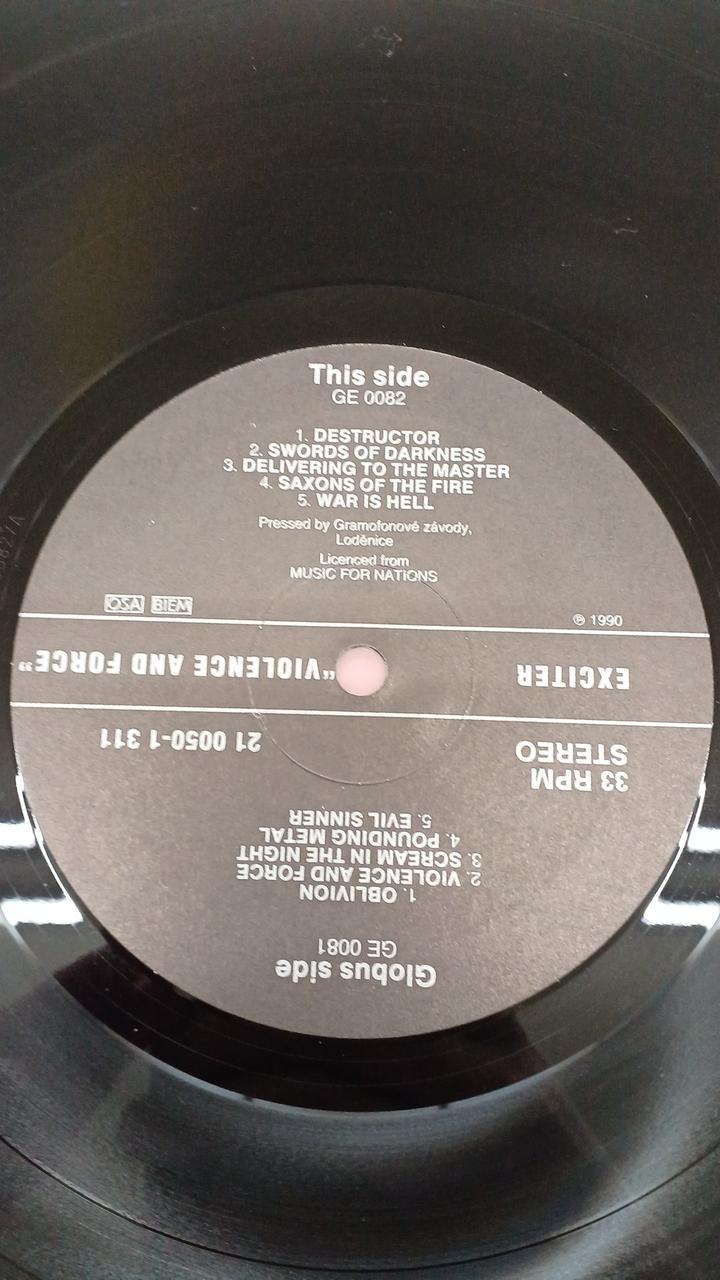 This side
GE 0082
1. DESTRUCTOR
2. SWORDS OF DARKNESS
3. DELIVERING TO THE MASTER
4. SAXONS OF THE FIRE
5. WAR IS HELL
Pressed by Gramofonové závody,
Loděnice
Licenced from
MUSIC FOR NATIONS
OSA BIEM
℗ 1990
EXCITER "VIOLENCE AND FORCE"
33 RPM
STEREO
21 0050-1 311
Globus side
GE 0081
1. OBLIVION
2. VIOLENCE AND FORCE
3. SCREAM IN THE NIGHT
4. POUNDING METAL
5. EVIL SINNER